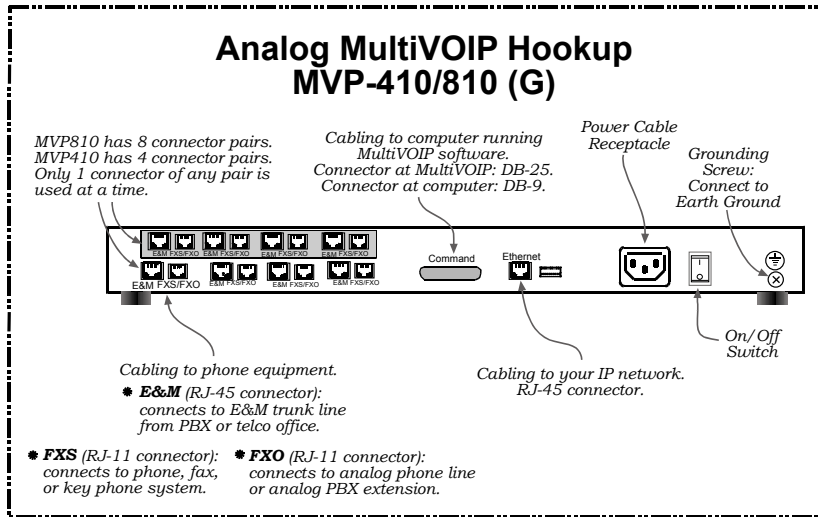 Analog MultiVOIP Hookup
MVP-410/810 (G)
MVP810 has 8 connector pairs.
MVP410 has 4 connector pairs.
Only 1 connector of any pair is
used at a time.
Cabling to computer running
MultiVOIP software.
Connector at MultiVOIP: DB-25.
Connector at computer: DB-9.
Power Cable
Receptacle
Grounding
Screw:
Connect to
Earth Ground
E&M FXS/FXO E&M FXS/FXO E&M FXS/FXO E&M FXS/FXO
E&M FXS/FXO E&M FXS/FXO E&M FXS/FXO E&M FXS/FXO
Command
Ethernet
On/Off
Switch
Cabling to phone equipment.
E&M (RJ-45 connector):
connects to E&M trunk line
from PBX or telco office.
Cabling to your IP network.
RJ-45 connector.
FXS (RJ-11 connector):
connects to phone, fax,
or key phone system.
FXO (RJ-11 connector):
connects to analog phone line
or analog PBX extension.